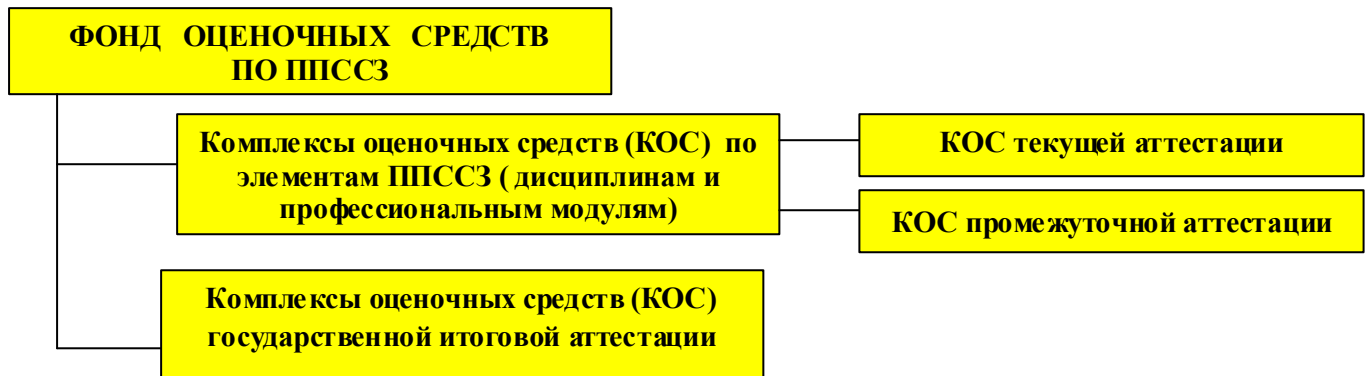 ФОНД ОЦЕНОЧНЫХ СРЕДСТВ
ПО ППССЗ
Комплексы оценочных средств (КОС) по
элементам ППССЗ ( дисциплинам и
профессиональным модулям)
КОС текущей аттестации
КОС промежуточной аттестации
Комплексы оценочных средств (КОС)
государственной итоговой аттестации